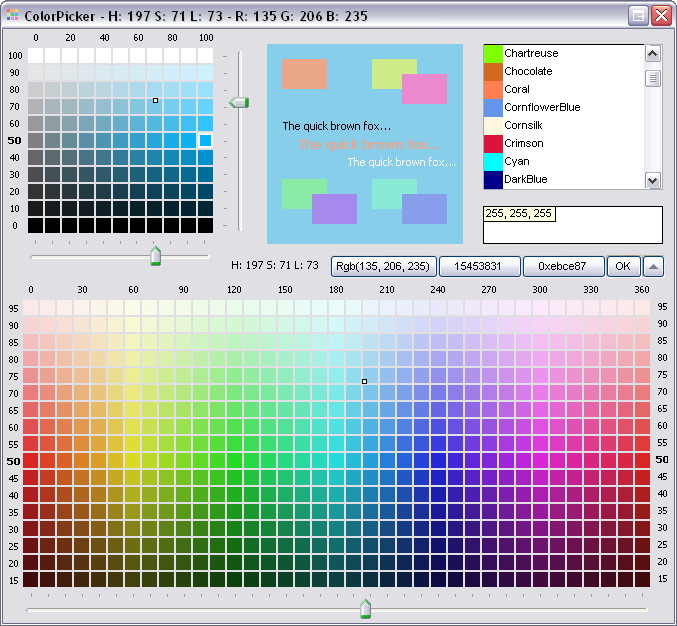 ColorPicker - H: 197 S: 71 L: 73 - R: 135 G: 206 B: 235
0 20 40 60 80 100
100
90
80
70
60
50
40
30
20
10
0
The quick brown fox...
The quick brown fox...
The quick brown fox...
Chartreuse
Chocolate
Coral
CornflowerBlue
Cornsilk
Crimson
Cyan
DarkBlue
255, 255, 255
H: 197 S: 71 L: 73 Rgb(135, 206, 235) 15453831 0xebce87 OK
0 30 60 90 120 150 180 210 240 270 300 330 360
95 95
90 90
85 85
80 80
75 75
70 70
65 65
60 60
55 55
50 50
45 45
40 40
35 35
30 30
25 25
20 20
15 15